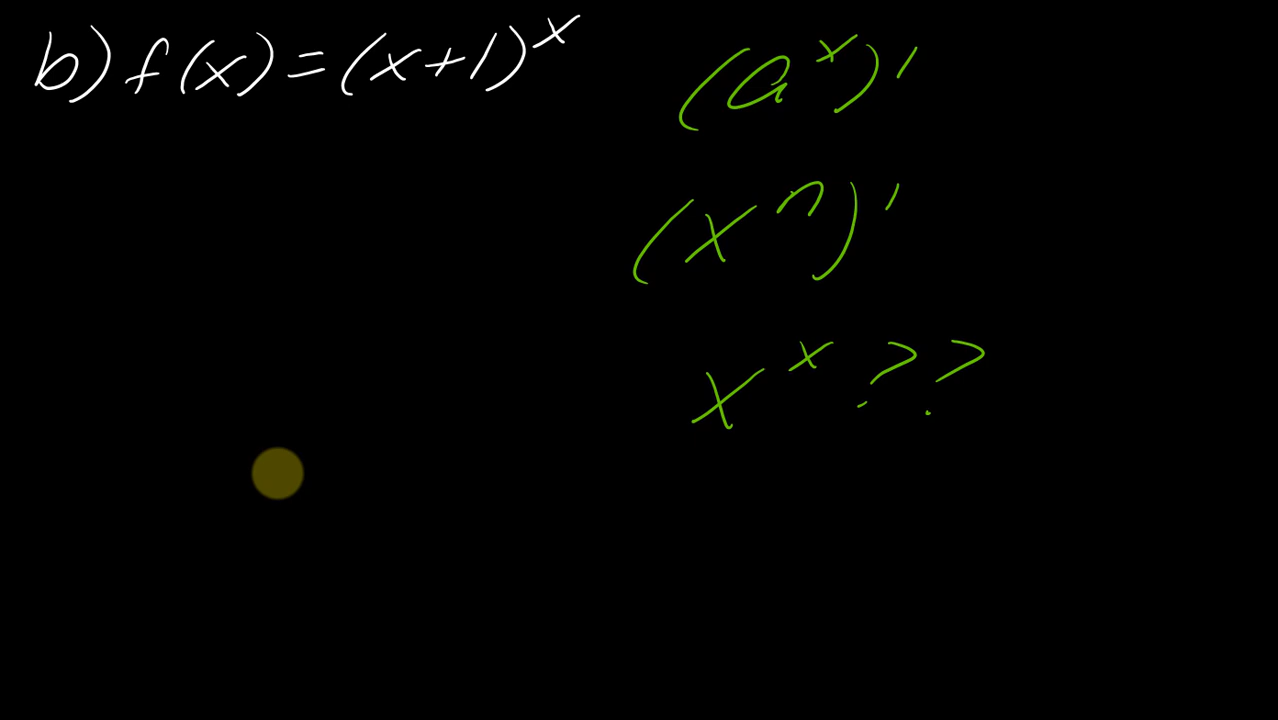 b) f(x) = (x+1)^x
(a^x)'
(x^n)'
x^x ??